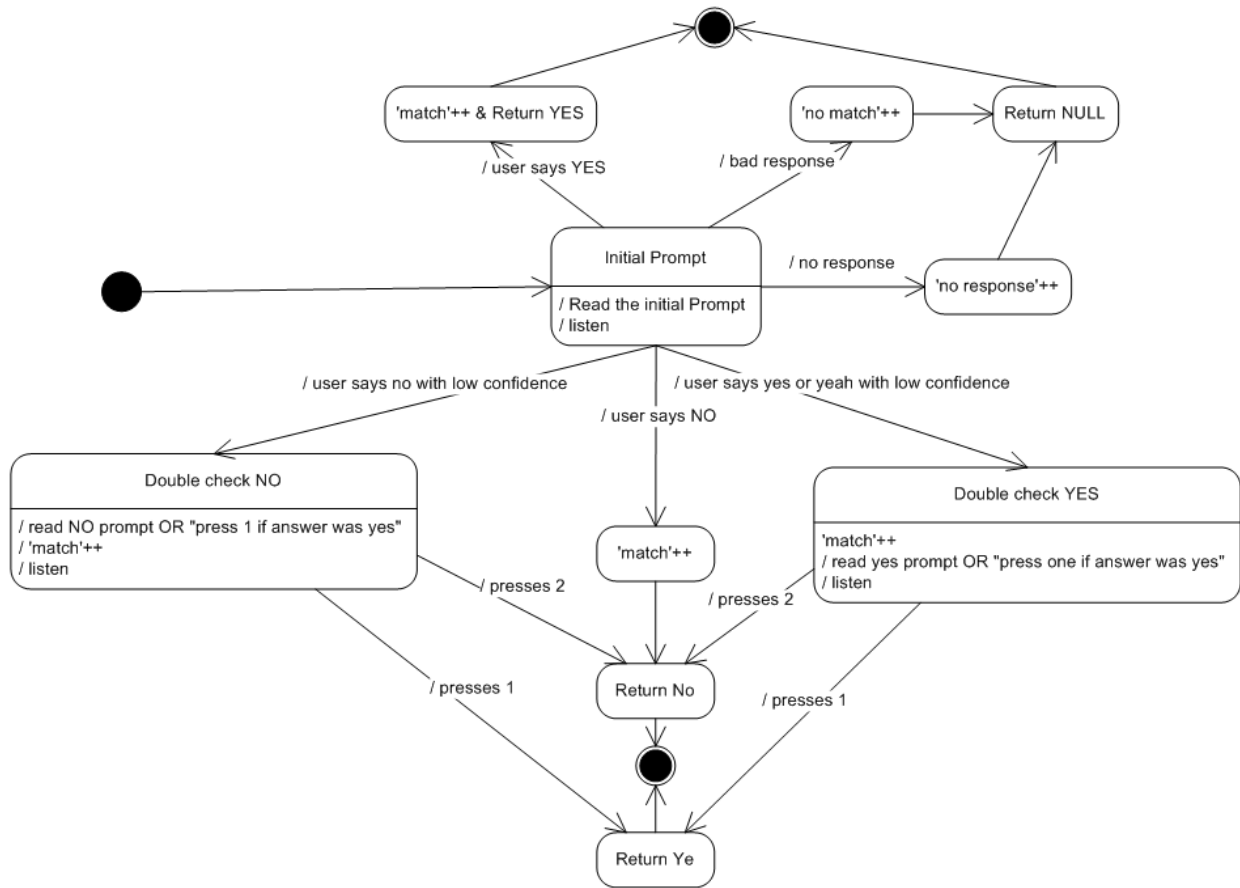 'match'++ & Return YES
'no match'++
Return NULL
/ user says YES
/ bad response
Initial Prompt
/ no response
'no response'++
/ Read the initial Prompt
/ listen
/ user says no with low confidence
/ user says yes or yeah with low confidence
/ user says NO
Double check NO
/ read NO prompt OR "press 1 if answer was yes"
/ 'match'++
/ listen
Double check YES
'match'++
/ read yes prompt OR "press one if answer was yes"
/ listen
'match'++
/ presses 2
/ presses 2
Return No
/ presses 1
/ presses 1
Return Ye